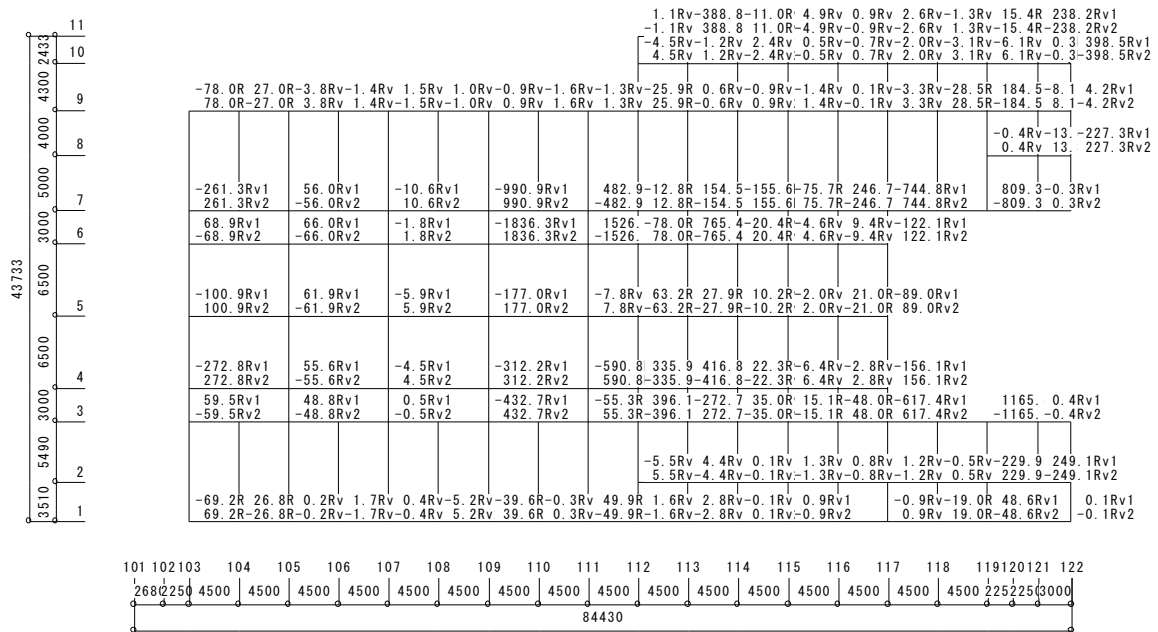 11
1.1Rv-388.8-11.0R 4.9Rv 0.9Rv 2.6Rv-1.3Rv 15.4R 238.2Rv1
-1.1Rv 388.8 11.0R-4.9Rv-0.9Rv-2.6Rv 1.3Rv-15.4R-238.2Rv2
10
-4.5Rv-1.2Rv 2.4Rv 0.5Rv-0.7Rv-2.0Rv-3.1Rv-6.1Rv 0.3 398.5Rv1
4.5Rv 1.2Rv-2.4Rv-0.5Rv 0.7Rv 2.0Rv 3.1Rv 6.1Rv-0.3-398.5Rv2
2433
9
-78.0R 27.0R-3.8Rv-1.4Rv 1.5Rv 1.0Rv-0.9Rv-1.6Rv-1.3Rv-25.9R 0.6Rv-0.9Rv-1.4Rv 0.1Rv-3.3Rv-28.5R 184.5-8.1 4.2Rv1
78.0R-27.0R 3.8Rv 1.4Rv-1.5Rv-1.0Rv 0.9Rv 1.6Rv 1.3Rv 25.9R-0.6Rv 0.9Rv 1.4Rv-0.1Rv 3.3Rv 28.5R-184.5 8.1-4.2Rv2
4300
8
-0.4Rv-13.-227.3Rv1
0.4Rv 13. 227.3Rv2
4000
7
-261.3Rv1 56.0Rv1 -10.6Rv1 -990.9Rv1 482.9-12.8R 154.5-155.6 -75.7R 246.7-744.8Rv1 809.3-0.3Rv1
261.3Rv2 -56.0Rv2 10.6Rv2 990.9Rv2 -482.9 12.8R-154.5 155.6 75.7R-246.7 744.8Rv2 -809.3 0.3Rv2
5000
6
68.9Rv1 66.0Rv1 -1.8Rv1 -1836.3Rv1 1526.-78.0R 765.4-20.4R -4.6Rv 9.4Rv-122.1Rv1
-68.9Rv2 -66.0Rv2 1.8Rv2 1836.3Rv2 -1526. 78.0R-765.4 20.4R 4.6Rv-9.4Rv 122.1Rv2
3000
43733
5
-100.9Rv1 61.9Rv1 -5.9Rv1 -177.0Rv1 -7.8Rv 63.2R 27.9R 10.2R-2.0Rv 21.0R-89.0Rv1
100.9Rv2 -61.9Rv2 5.9Rv2 177.0Rv2 7.8Rv-63.2R-27.9R-10.2R 2.0Rv-21.0R 89.0Rv2
6500
4
-272.8Rv1 55.6Rv1 -4.5Rv1 -312.2Rv1 -590.8 335.9 416.8 22.3R-6.4Rv-2.8Rv-156.1Rv1
272.8Rv2 -55.6Rv2 4.5Rv2 312.2Rv2 590.8-335.9-416.8-22.3R 6.4Rv 2.8Rv 156.1Rv2
6500
3
59.5Rv1 48.8Rv1 0.5Rv1 -432.7Rv1 -55.3R 396.1-272.7 35.0R 15.1R-48.0R-617.4Rv1 1165. 0.4Rv1
-59.5Rv2 -48.8Rv2 -0.5Rv2 432.7Rv2 55.3R-396.1 272.7-35.0R-15.1R 48.0R 617.4Rv2 -1165.-0.4Rv2
3000
2
-5.5Rv 4.4Rv 0.1Rv 1.3Rv 0.8Rv 1.2Rv-0.5Rv-229.9 249.1Rv1
5.5Rv-4.4Rv-0.1Rv-1.3Rv-0.8Rv-1.2Rv 0.5Rv 229.9-249.1Rv2
5490
1
-69.2R 26.8R 0.2Rv 1.7Rv 0.4Rv-5.2Rv-39.6R-0.3Rv 49.9R 1.6Rv 2.8Rv-0.1Rv 0.9Rv1 -0.9Rv-19.0R 48.6Rv1 0.1Rv1
69.2R-26.8R-0.2Rv-1.7Rv-0.4Rv 5.2Rv 39.6R 0.3Rv-49.9R-1.6Rv-2.8Rv 0.1Rv-0.9Rv2 0.9Rv 19.0R-48.6Rv2 -0.1Rv2
3510
101 102 103 104 105 106 107 108 109 110 111 112 113 114 115 116 117 118 119 120 121 122
2680 2250 4500 4500 4500 4500 4500 4500 4500 4500 4500 4500 4500 4500 4500 4500 4500 4500 2252 2250 3000
84430